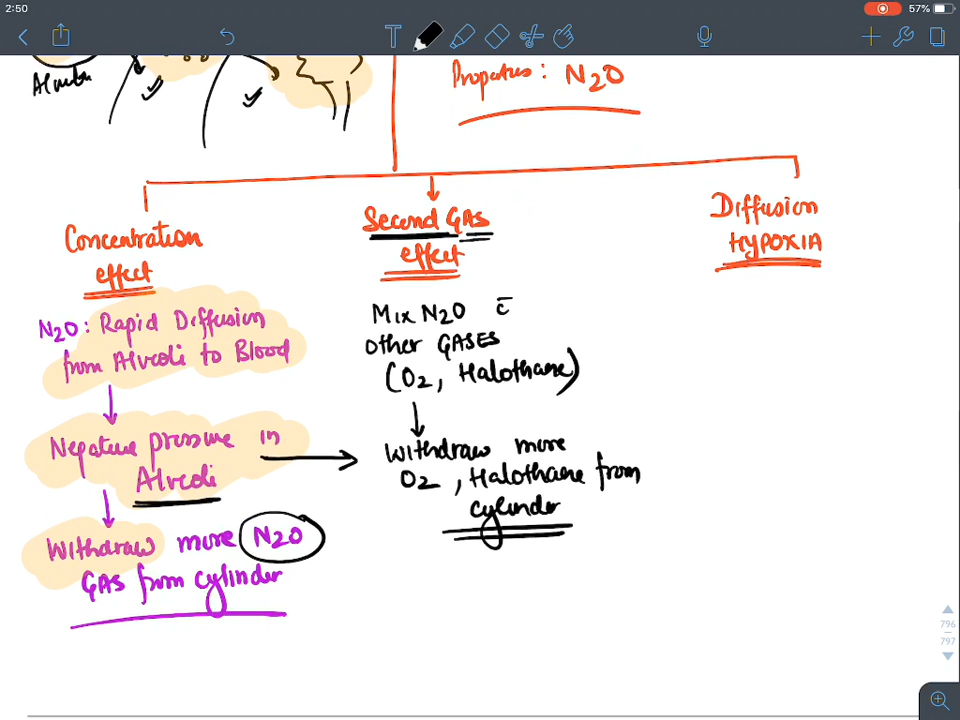 2:50
57%
T
Alveoli
Properties: N2O
Concentration
effect
N2O: Rapid Diffusion
from Alveoli to Blood
Negative pressure in
Alveoli
Withdraw more N2O
GAS from cylinder
Second GAS
effect
Mix N2O c̄
Other GASES
(O2, Halothane)
Withdraw more
O2, Halothane from
cylinder
Diffusion
HYPOXIA
796
797